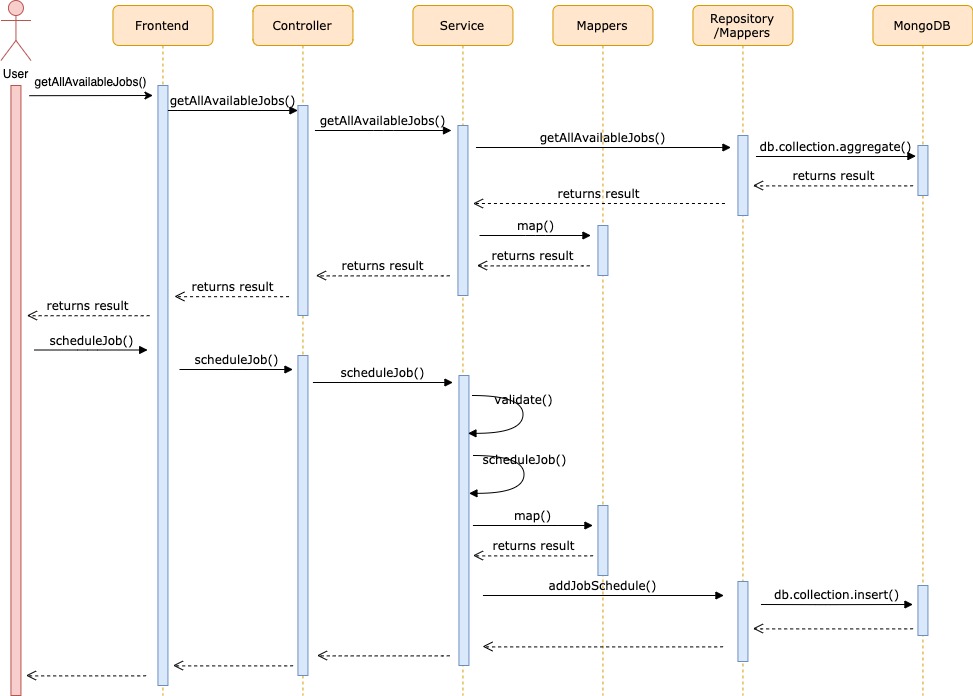 Frontend
Controller
Service
Mappers
Repository
/Mappers
MongoDB
User
getAllAvailableJobs()
getAllAvailableJobs()
getAllAvailableJobs()
getAllAvailableJobs()
db.collection.aggregate()
returns result
returns result
map()
returns result
returns result
returns result
returns result
scheduleJob()
scheduleJob()
scheduleJob()
validate()
scheduleJob()
map()
returns result
addJobSchedule()
db.collection.insert()